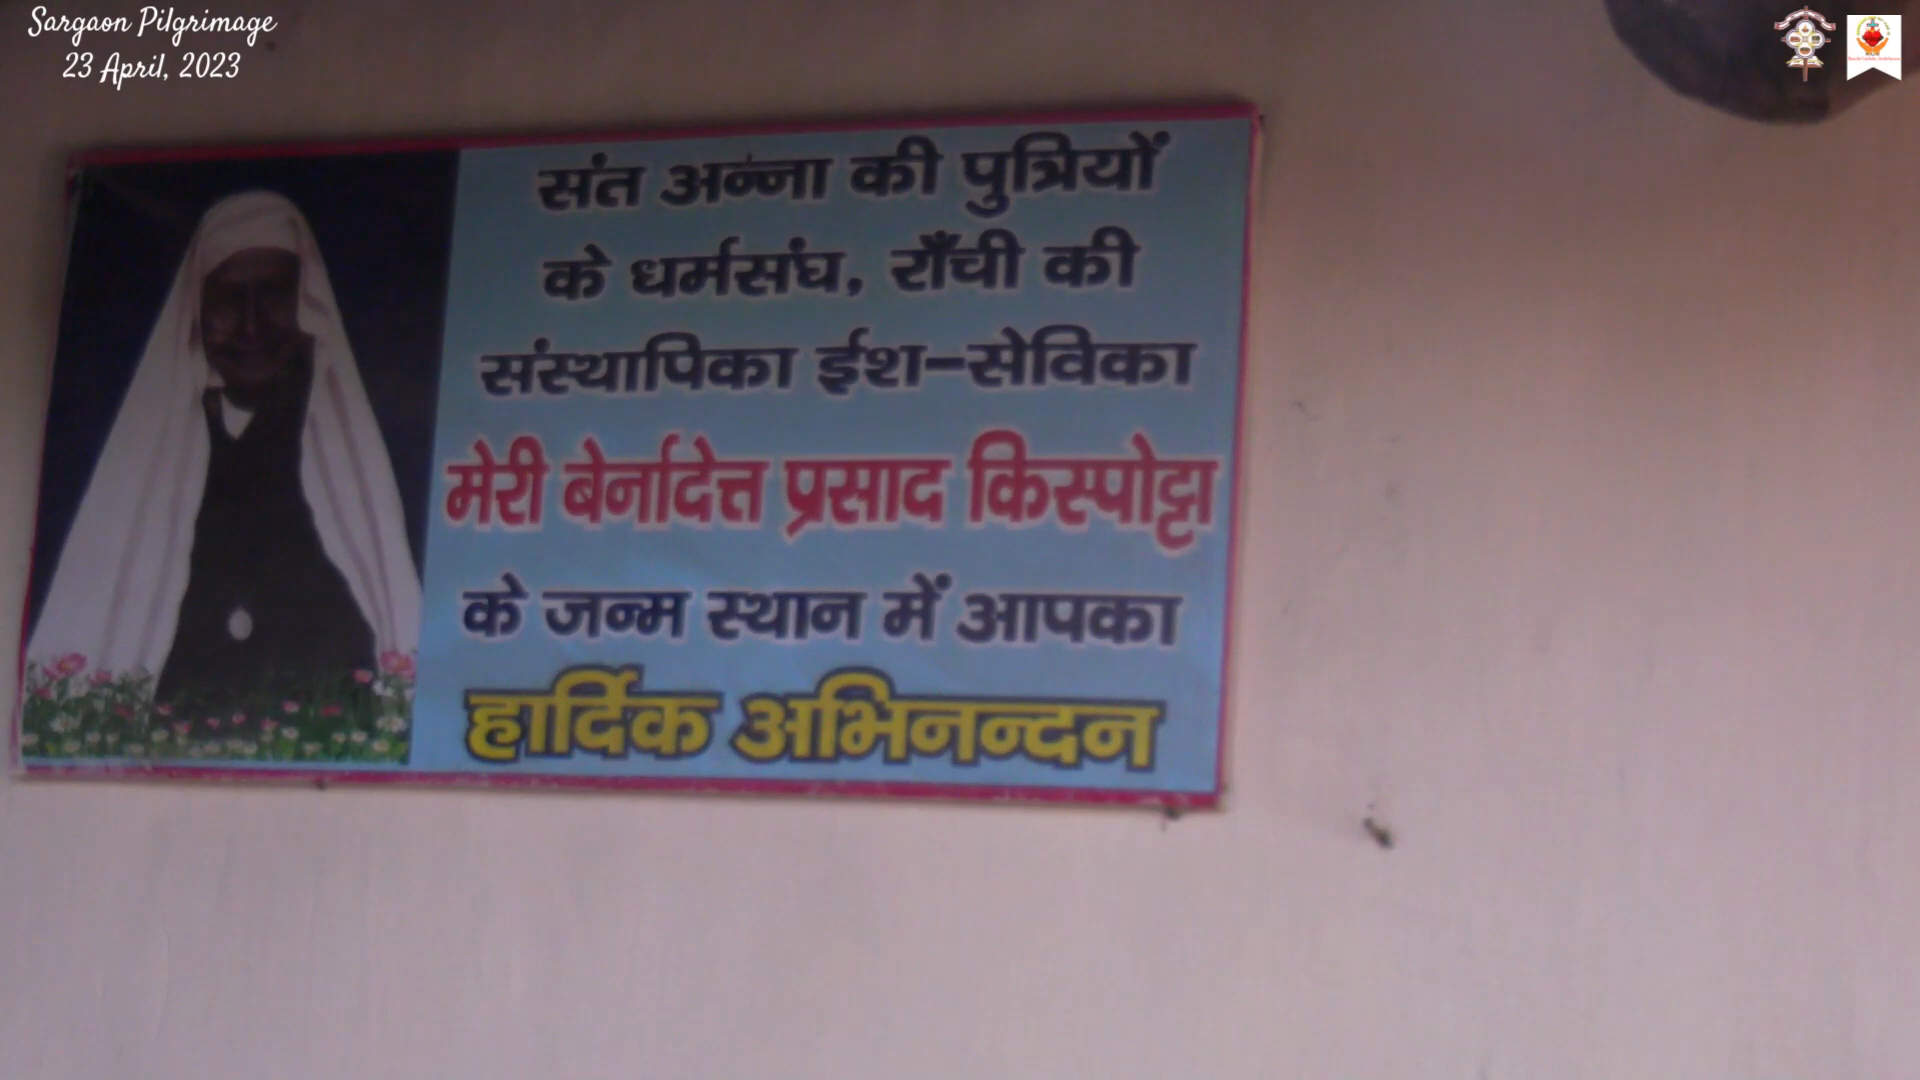 Sargaon Pilgrimage
23 April, 2023
संत अन्ना की पुत्रियों
के धर्मसंघ, राँची की
संस्थापिका ईश-सेविका
मेरी बेर्नादेत्त प्रसाद किस्पोट्टा
के जन्म स्थान में आपका
हार्दिक अभिनन्दन